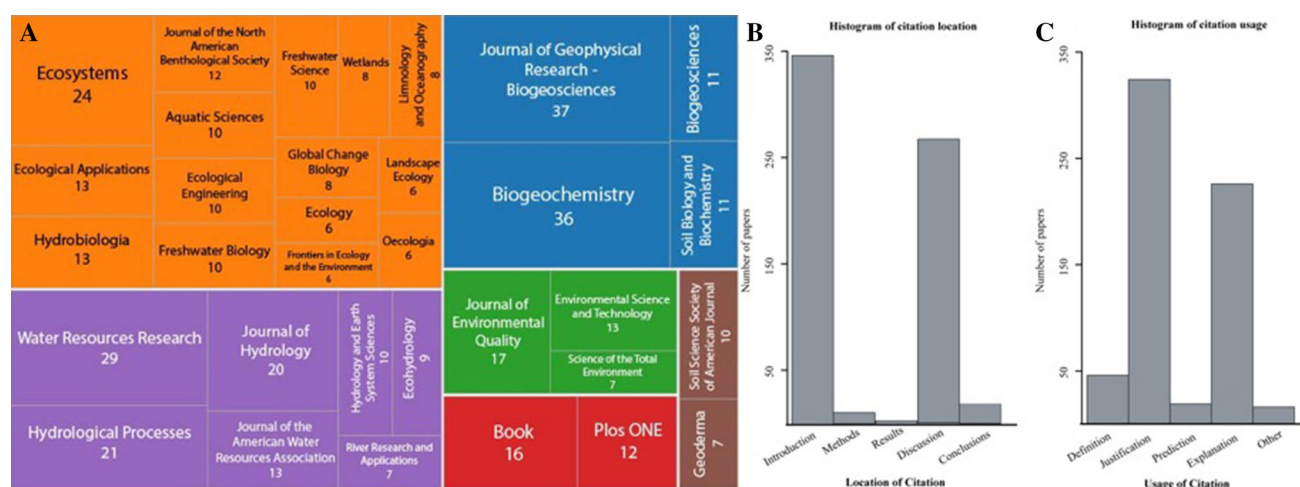 A
Ecosystems
24
Ecological Applications
13
Hydrobiologia
13
Journal of the North
American
Benthological Society
12
Aquatic Sciences
10
Ecological
Engineering
10
Freshwater Biology
10
Freshwater
Science
10
Wetlands
8
Limnology
and Oceanography
8
Global Change
Biology
8
Ecology
6
Frontiers in Ecology
and the Environment
6
Landscape
Ecology
6
Oecologia
6
Journal of Geophysical
Research -
Biogeosciences
37
Biogeochemistry
36
Biogeosciences
11
Soil Biology and
Biochemistry
11
Water Resources Research
29
Hydrological Processes
21
Journal of
Hydrology
20
Journal of the
American Water
Resources Association
13
Hydrology and Earth
System Sciences
10
Ecohydrology
9
River Research and
Applications
7
Journal of
Environmental
Quality
17
Environmental Science
and Technology
13
Science of the Total
Environment
7
Soil Science Society
of American Journal
10
Geoderma
7
Book
16
Plos ONE
12
B
Histogram of citation location
Number of papers
350
250
150
50
Introduction
Methods
Results
Discussion
Conclusions
Location of Citation
C
Histogram of citation usage
Number of papers
350
250
150
50
Definition
Justification
Prediction
Explanation
Other
Usage of Citation